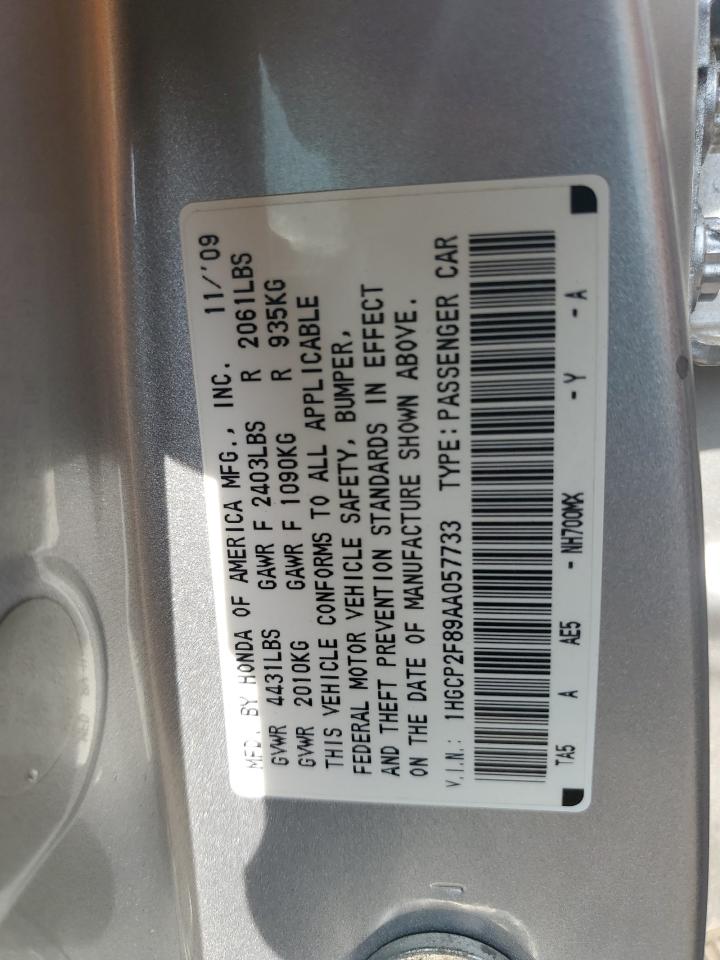 MFD. BY HONDA OF AMERICA MFG., INC. 11/'09
GVWR 4431LBS GAWR F 2403LBS R 2061LBS
GVWR 2010KG GAWR F 1090KG R 935KG
THIS VEHICLE CONFORMS TO ALL APPLICABLE
FEDERAL MOTOR VEHICLE SAFETY, BUMPER,
AND THEFT PREVENTION STANDARDS IN EFFECT
ON THE DATE OF MANUFACTURE SHOWN ABOVE.
V.I.N.: 1HGCP2F89AA057733 TYPE: PASSENGER CAR
TA5 A AE5 - NH700MX - Y - A